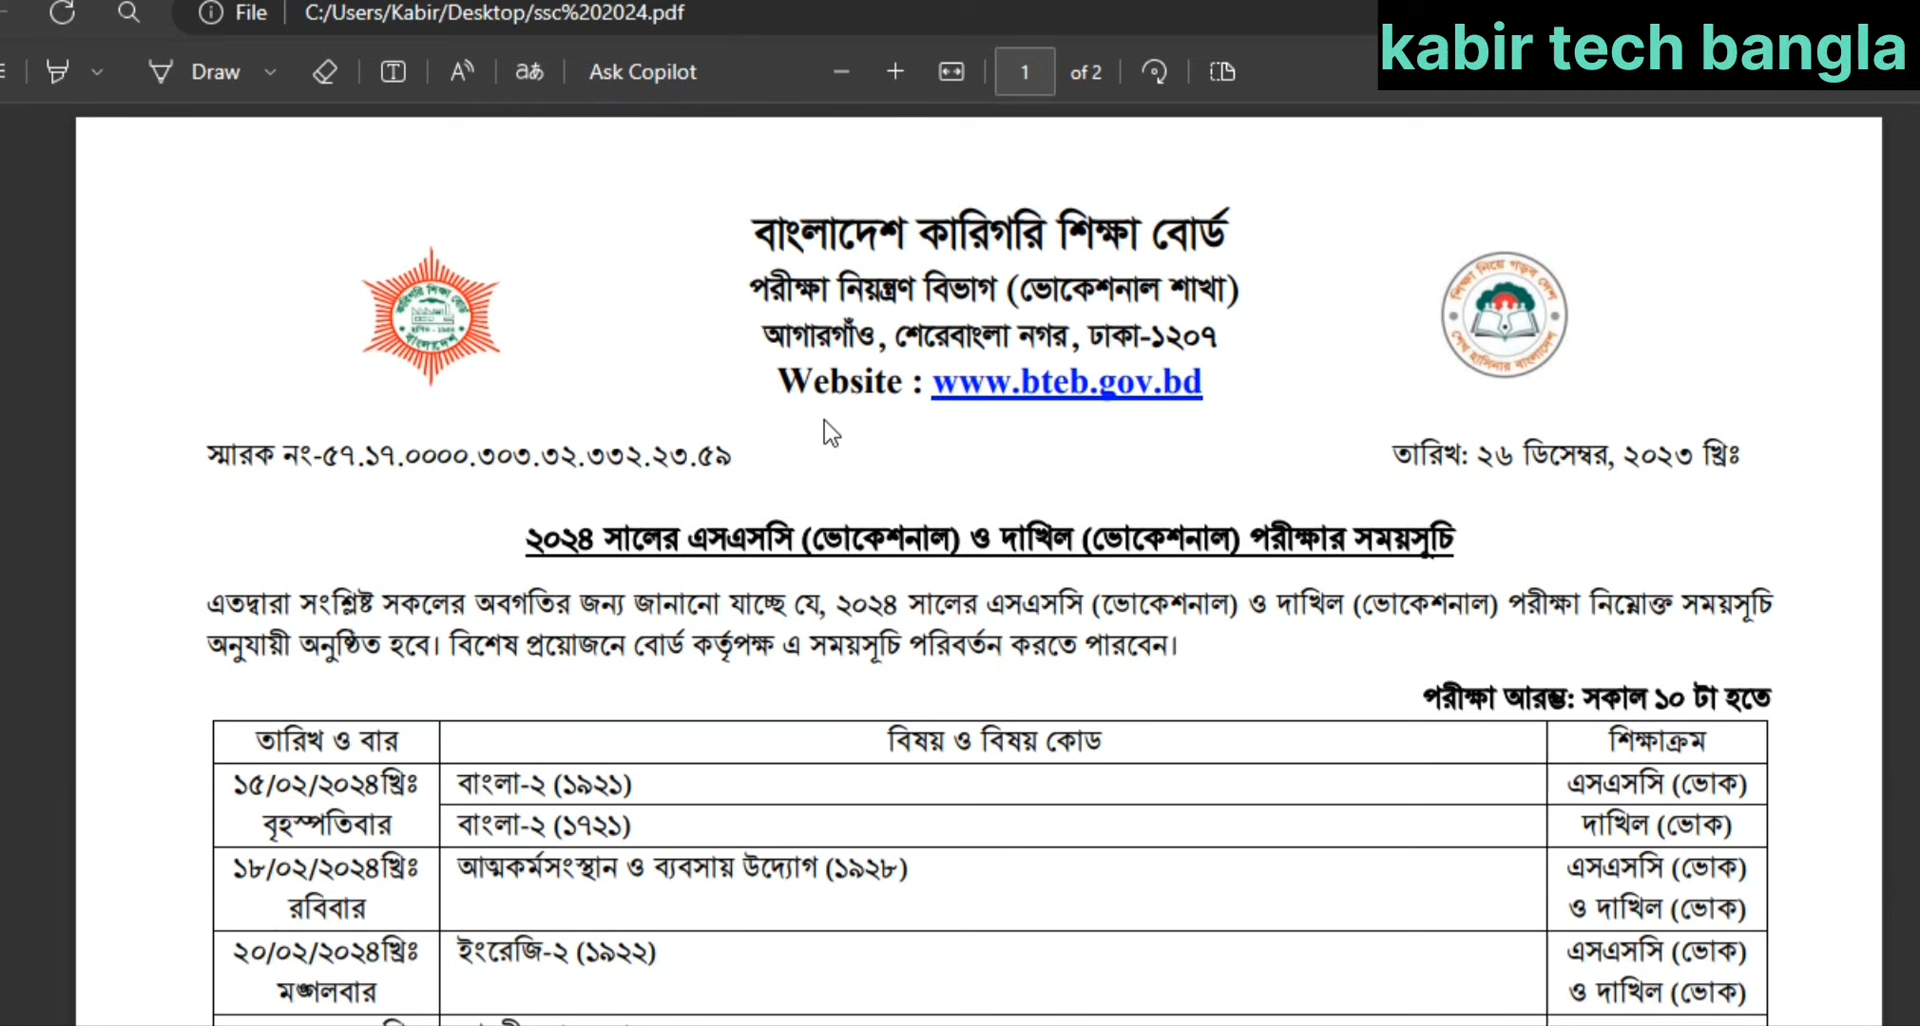 File C:/Users/Kabir/Desktop/ssc%202024.pdf
kabir tech bangla
Draw A aあ Ask Copilot 1 of 2
বাংলাদেশ কারিগরি শিক্ষা বোর্ড
পরীক্ষা নিয়ন্ত্রণ বিভাগ (ভোকেশনাল শাখা)
আগারগাঁও, শেরেবাংলা নগর, ঢাকা-১২০৭
Website : www.bteb.gov.bd
কারিগরি শিক্ষা বোর্ড
বাংলাদেশ
শিক্ষা নিয়ে গড়ব দেশ
শেখ হাসিনার বাংলাদেশ
স্মারক নং-৫৭.১৭.০০০০.৩০৩.৩২.৩৩২.২৩.৫৯
তারিখ: ২৬ ডিসেম্বর, ২০২৩ খ্রিঃ
২০২৪ সালের এসএসসি (ভোকেশনাল) ও দাখিল (ভোকেশনাল) পরীক্ষার সময়সূচি
এতদ্বারা সংশ্লিষ্ট সকলের অবগতির জন্য জানানো যাচ্ছে যে, ২০২৪ সালের এসএসসি (ভোকেশনাল) ও দাখিল (ভোকেশনাল) পরীক্ষা নিম্নোক্ত সময়সূচি
অনুযায়ী অনুষ্ঠিত হবে। বিশেষ প্রয়োজনে বোর্ড কর্তৃপক্ষ এ সময়সূচি পরিবর্তন করতে পারবেন।
পরীক্ষা আরম্ভ: সকাল ১০ টা হতে
তারিখ ও বার বিষয় ও বিষয় কোড শিক্ষাক্রম
১৫/০২/২০২৪খ্রিঃ বাংলা-২ (১৯২১) এসএসসি (ভোক)
বৃহস্পতিবার বাংলা-২ (১৭২১) দাখিল (ভোক)
১৮/০২/২০২৪খ্রিঃ আত্মকর্মসংস্থান ও ব্যবসায় উদ্যোগ (১৯২৮) এসএসসি (ভোক)
রবিবার ও দাখিল (ভোক)
২০/০২/২০২৪খ্রিঃ ইংরেজি-২ (১৯২২) এসএসসি (ভোক)
মঙ্গলবার ও দাখিল (ভোক)